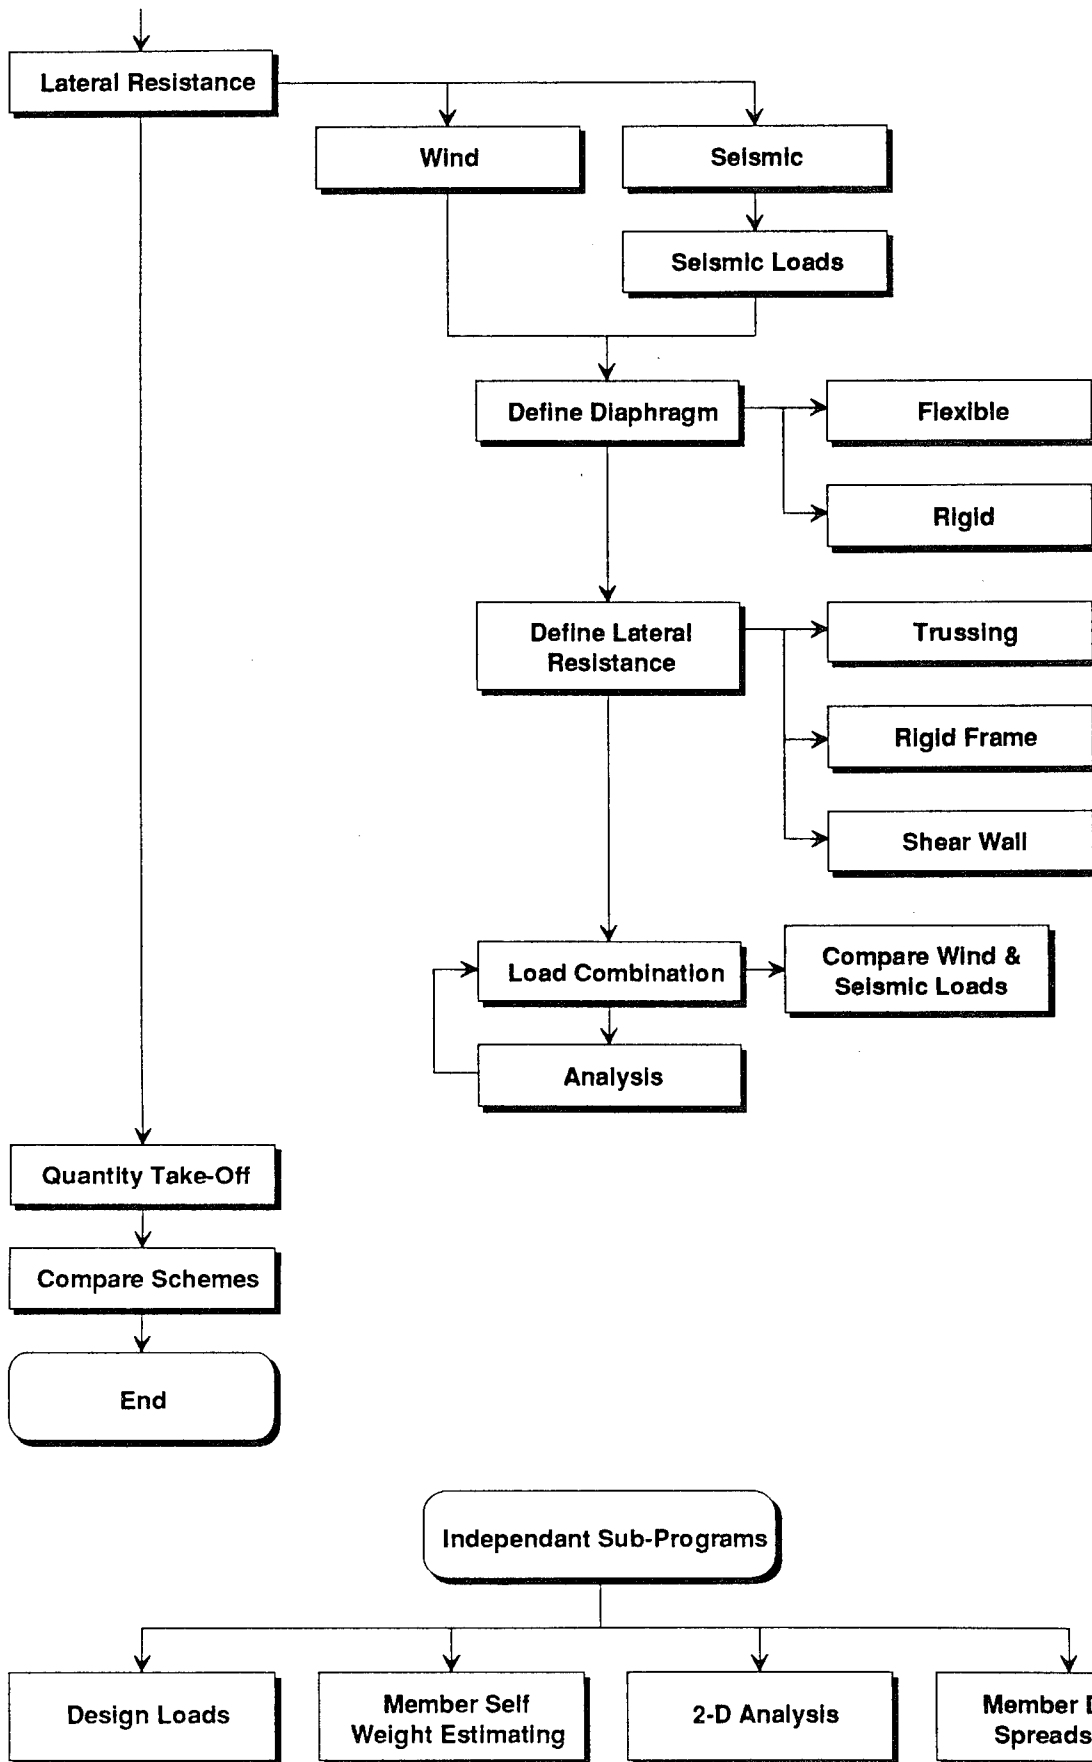 Lateral Resistance
Wind
Seismic
Seismic Loads
Define Diaphragm
Flexible
Rigid
Define Lateral
Resistance
Trussing
Rigid Frame
Shear Wall
Load Combination
Compare Wind &
Seismic Loads
Analysis
Quantity Take-Off
Compare Schemes
End
Independant Sub-Programs
Design Loads
Member Self
Weight Estimating
2-D Analysis
Member